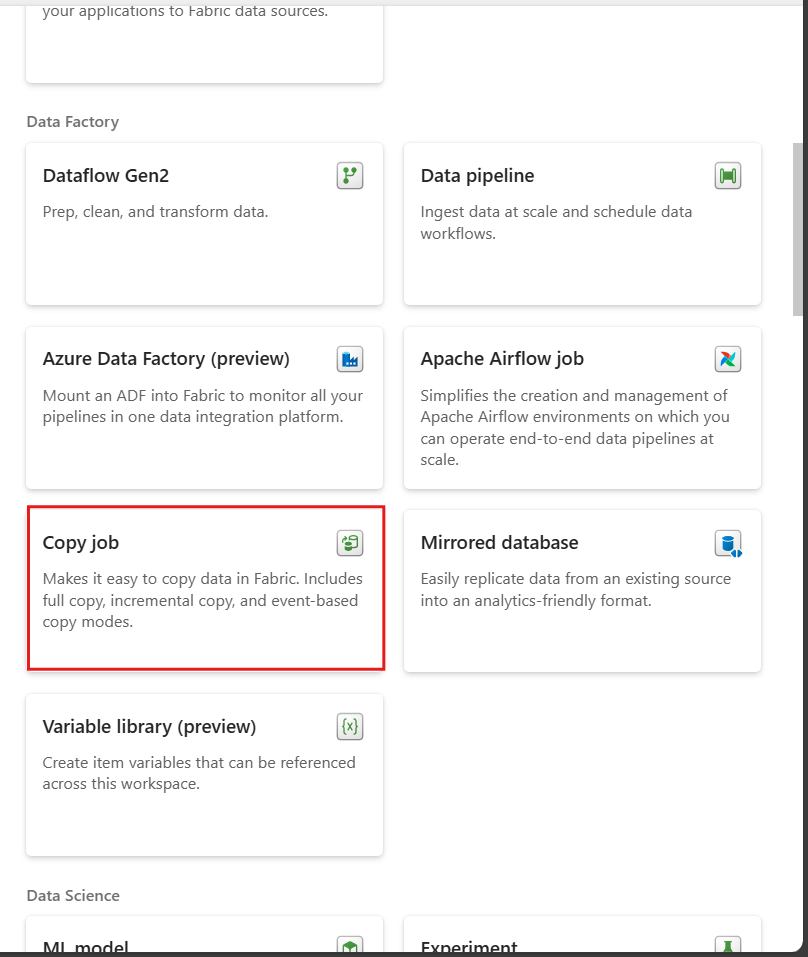 your applications to Fabric data sources.
Data Factory
Dataflow Gen2
Prep, clean, and transform data.
Data pipeline
Ingest data at scale and schedule data
workflows.
Azure Data Factory (preview)
Mount an ADF into Fabric to monitor all your
pipelines in one data integration platform.
Apache Airflow job
Simplifies the creation and management of
Apache Airflow environments on which you
can operate end-to-end data pipelines at
scale.
Copy job
Makes it easy to copy data in Fabric. Includes
full copy, incremental copy, and event-based
copy modes.
Mirrored database
Easily replicate data from an existing source
into an analytics-friendly format.
Variable library (preview)
{x}
Create item variables that can be referenced
across this workspace.
Data Science
ML model
Experiment